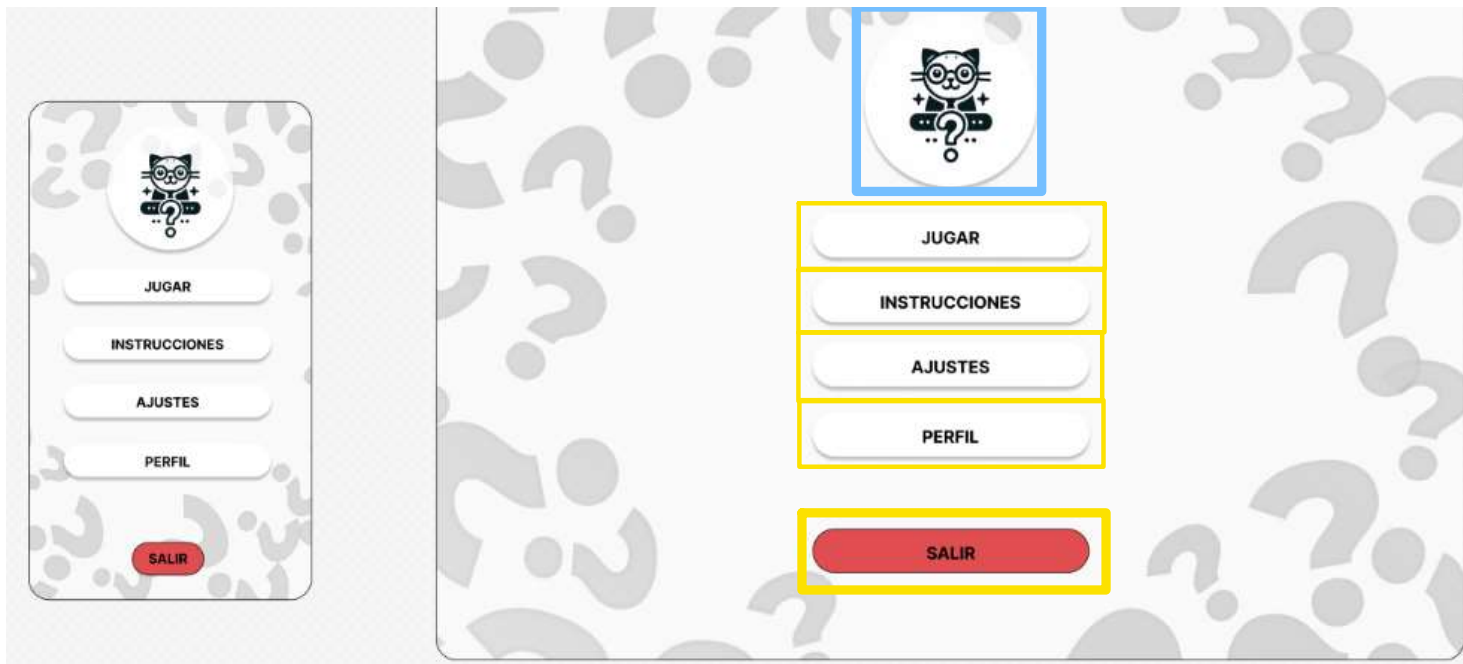 JUGAR
INSTRUCCIONES
AJUSTES
PERFIL
SALIR
JUGAR
INSTRUCCIONES
AJUSTES
PERFIL
SALIR